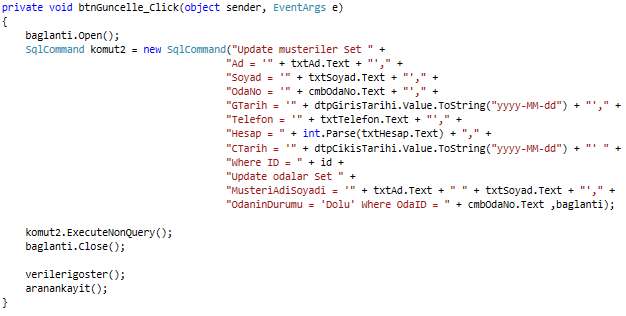 private void btnGuncelle_Click(object sender, EventArgs e)
{
baglanti.Open();
SqlCommand komut2 = new SqlCommand("Update musteriler Set " +
"Ad = '" + txtAd.Text + "'," +
"Soyad = '" + txtSoyad.Text + "'," +
"OdaNo = '" + cmbOdaNo.Text + "'," +
"GTarih = '" + dtpGirisTarihi.Value.ToString("yyyy-MM-dd") + "'," +
"Telefon = '" + txtTelefon.Text + "'," +
"Hesap = " + int.Parse(txtHesap.Text) + "," +
"CTarih = '" + dtpCikisTarihi.Value.ToString("yyyy-MM-dd") + "' " +
"Where ID = " + id +
"Update odalar Set " +
"MusteriAdiSoyadi = '" + txtAd.Text + " " + txtSoyad.Text + "'," +
"OdaninDurumu = 'Dolu' Where OdaID = " + cmbOdaNo.Text ,baglanti);
komut2.ExecuteNonQuery();
baglanti.Close();
verilerigoster();
aranankayit();
}